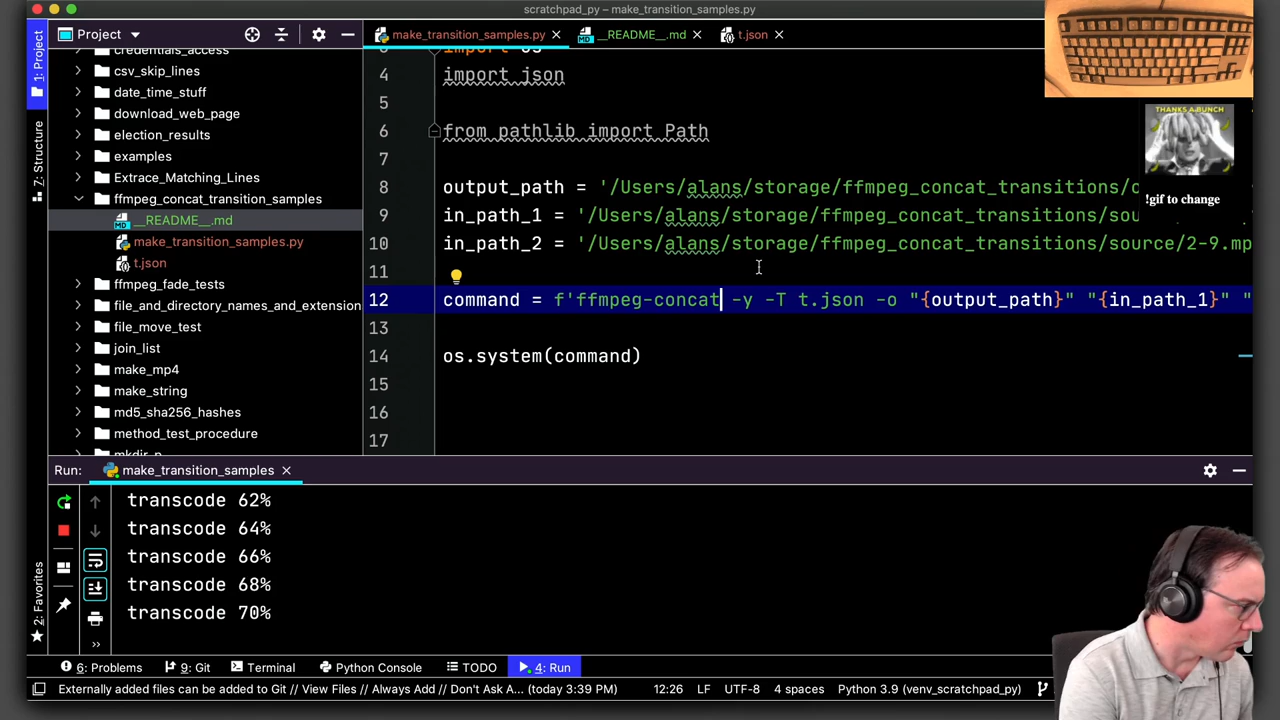 scratchpad_py – make_transition_samples.py
Project
make_transition_samples.py
__README__.md
t.json
1: Project
7: Structure
2: Favorites
credentials_access
csv_skip_lines
date_time_stuff
download_web_page
election_results
examples
Extrace_Matching_Lines
ffmpeg_concat_transition_samples
__README__.md
make_transition_samples.py
t.json
ffmpeg_fade_tests
file_and_directory_names_and_extension
file_move_test
join_list
make_mp4
make_string
md5_sha256_hashes
method_test_procedure
mkdir_p
3 import os
4 import json
5
6 from pathlib import Path
7
8 output_path = '/Users/alans/storage/ffmpeg_concat_transitions/o
9 in_path_1 = '/Users/alans/storage/ffmpeg_concat_transitions/sou
10 in_path_2 = '/Users/alans/storage/ffmpeg_concat_transitions/source/2-9.mp
11
12 command = f'ffmpeg-concat -y -T t.json -o "{output_path}" "{in_path_1}" "
13
14 os.system(command)
15
16
17
THANKS A BUNCH
!gif to change
Run: make_transition_samples
transcode 62%
transcode 64%
transcode 66%
transcode 68%
transcode 70%
6: Problems
9: Git
Terminal
Python Console
TODO
4: Run
Externally added files can be added to Git // View Files // Always Add // Don't Ask A... (today 3:39 PM)
12:26 LF UTF-8 4 spaces Python 3.9 (venv_scratchpad_py)